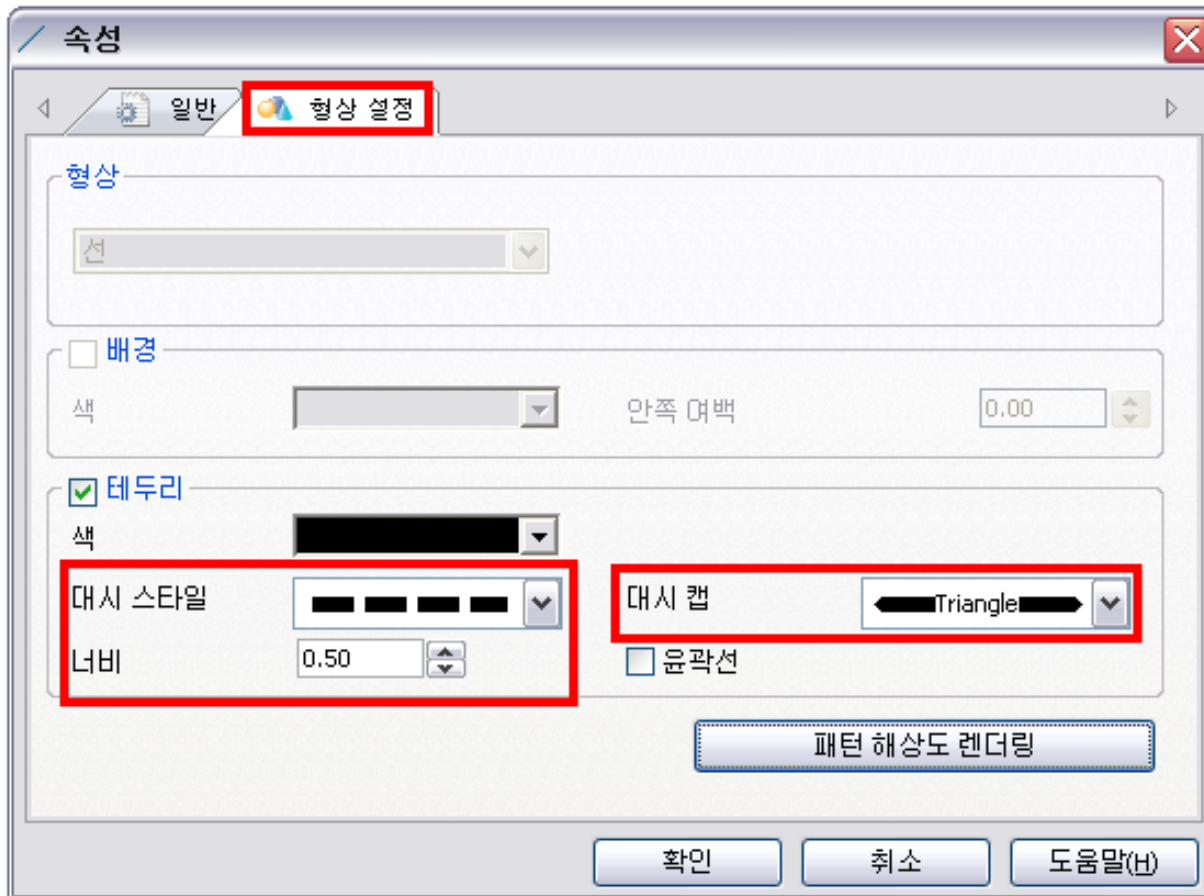 속성
일반 형상 설정
형상
선
배경
색 안쪽 여백 0.00
테두리
색
대시 스타일 대시 캡 Triangle
너비 0.50 윤곽선
패턴 해상도 렌더링
확인 취소 도움말(H)